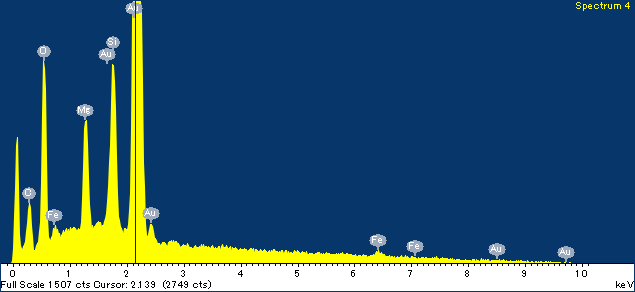 Spectrum 4
Au
Si
O
Au
Mg
Fe
Au
Fe
Fe
Au
Au
0 1 2 3 4 5 6 7 8 9 10
Full Scale 1507 cts Cursor: 2.139 (2749 cts) keV